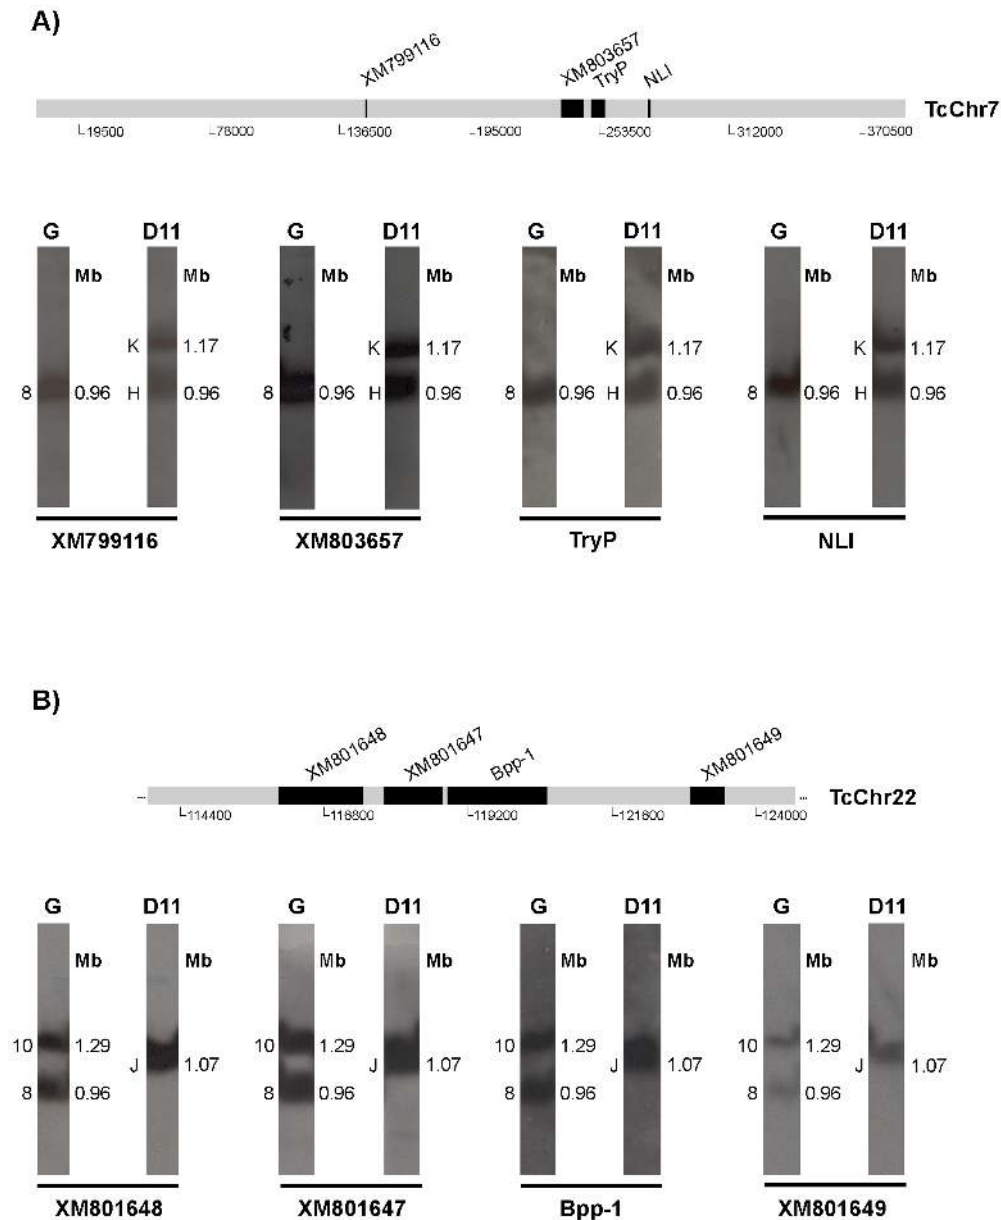 A)
XM799116 XM803657 TryP NLI
TcChr7
19500 78000 136500 195000 253500 312000 370500
G D11 G D11 G D11 G D11
Mb Mb Mb Mb Mb Mb Mb Mb
K 1.17 K 1.17 K 1.17 K 1.17
8 0.96 H 0.96 8 0.96 H 0.96 8 0.96 H 0.96 8 0.96 H 0.96
XM799116 XM803657 TryP NLI
B)
XM801648 XM801647 Bpp-1 XM801649
... ... TcChr22
114400 116800 119200 121600 124000
G D11 G D11 G D11 G D11
Mb Mb Mb Mb Mb Mb Mb Mb
10 1.29 10 1.29 10 1.29 10 1.29
J 1.07 J 1.07 J 1.07 J 1.07
8 0.96 8 0.96 8 0.96 8 0.96
XM801648 XM801647 Bpp-1 XM801649